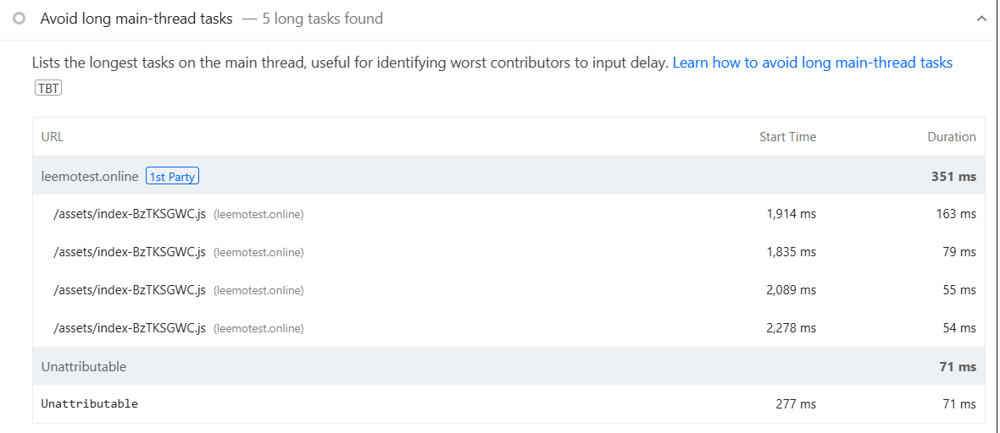 Avoid long main-thread tasks — 5 long tasks found
Lists the longest tasks on the main thread, useful for identifying worst contributors to input delay. Learn how to avoid long main-thread tasks
TBT
URL Start Time Duration
leemotest.online 1st Party 351 ms
/assets/index-BzTKSGWC.js (leemotest.online) 1,914 ms 163 ms
/assets/index-BzTKSGWC.js (leemotest.online) 1,835 ms 79 ms
/assets/index-BzTKSGWC.js (leemotest.online) 2,089 ms 55 ms
/assets/index-BzTKSGWC.js (leemotest.online) 2,278 ms 54 ms
Unattributable 71 ms
Unattributable 277 ms 71 ms